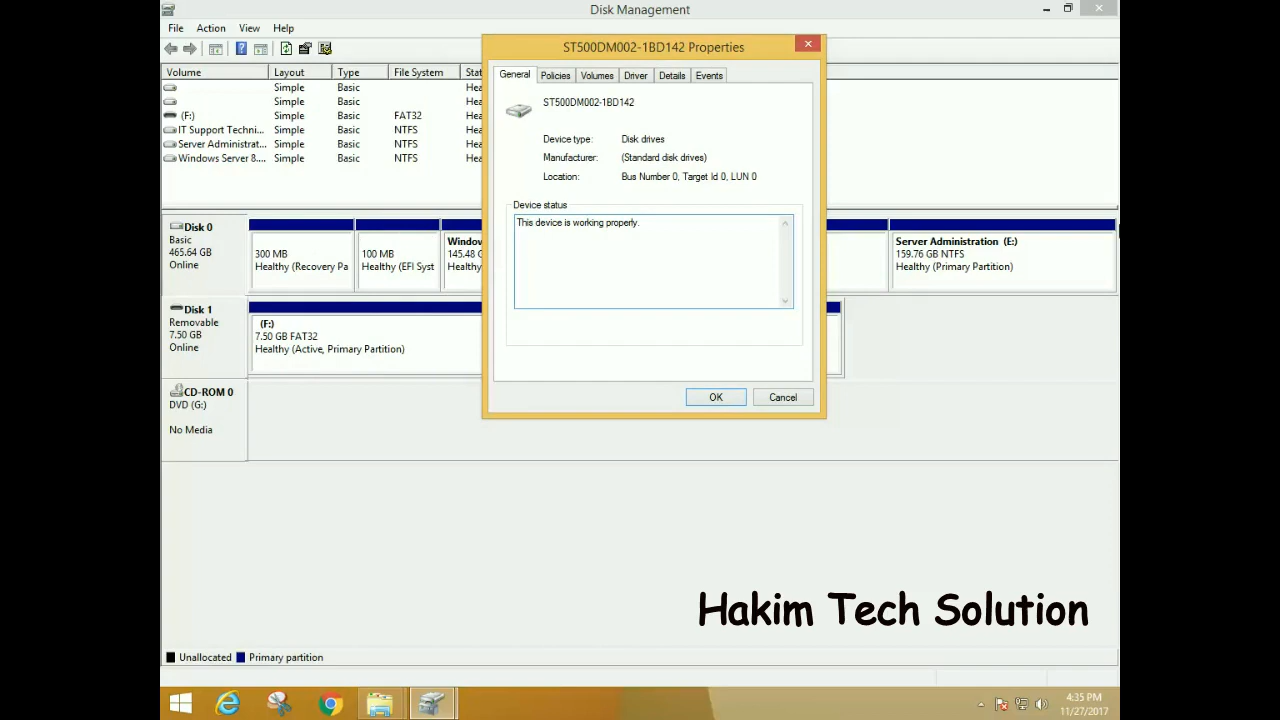 Disk Management
File Action View Help
ST500DM002-1BD142 Properties
Volume Layout Type File System
Simple Basic
Simple Basic
(F:) Simple Basic FAT32
IT Support Techni... Simple Basic NTFS
Server Administrat... Simple Basic NTFS
Windows Server 8.... Simple Basic NTFS
General Policies Volumes Driver Details Events
ST500DM002-1BD142
Device type: Disk drives
Manufacturer: (Standard disk drives)
Location: Bus Number 0, Target Id 0, LUN 0
Device status
This device is working properly.
OK Cancel
Disk 0
Basic
465.64 GB
Online
300 MB
Healthy (Recovery Pa
100 MB
Healthy (EFI Syst
Window
145.48 G
Healthy
Server Administration (E:)
159.76 GB NTFS
Healthy (Primary Partition)
Disk 1
Removable
7.50 GB
Online
(F:)
7.50 GB FAT32
Healthy (Active, Primary Partition)
CD-ROM 0
DVD (G:)
No Media
Hakim Tech Solution
Unallocated Primary partition
4:35 PM
11/27/2017